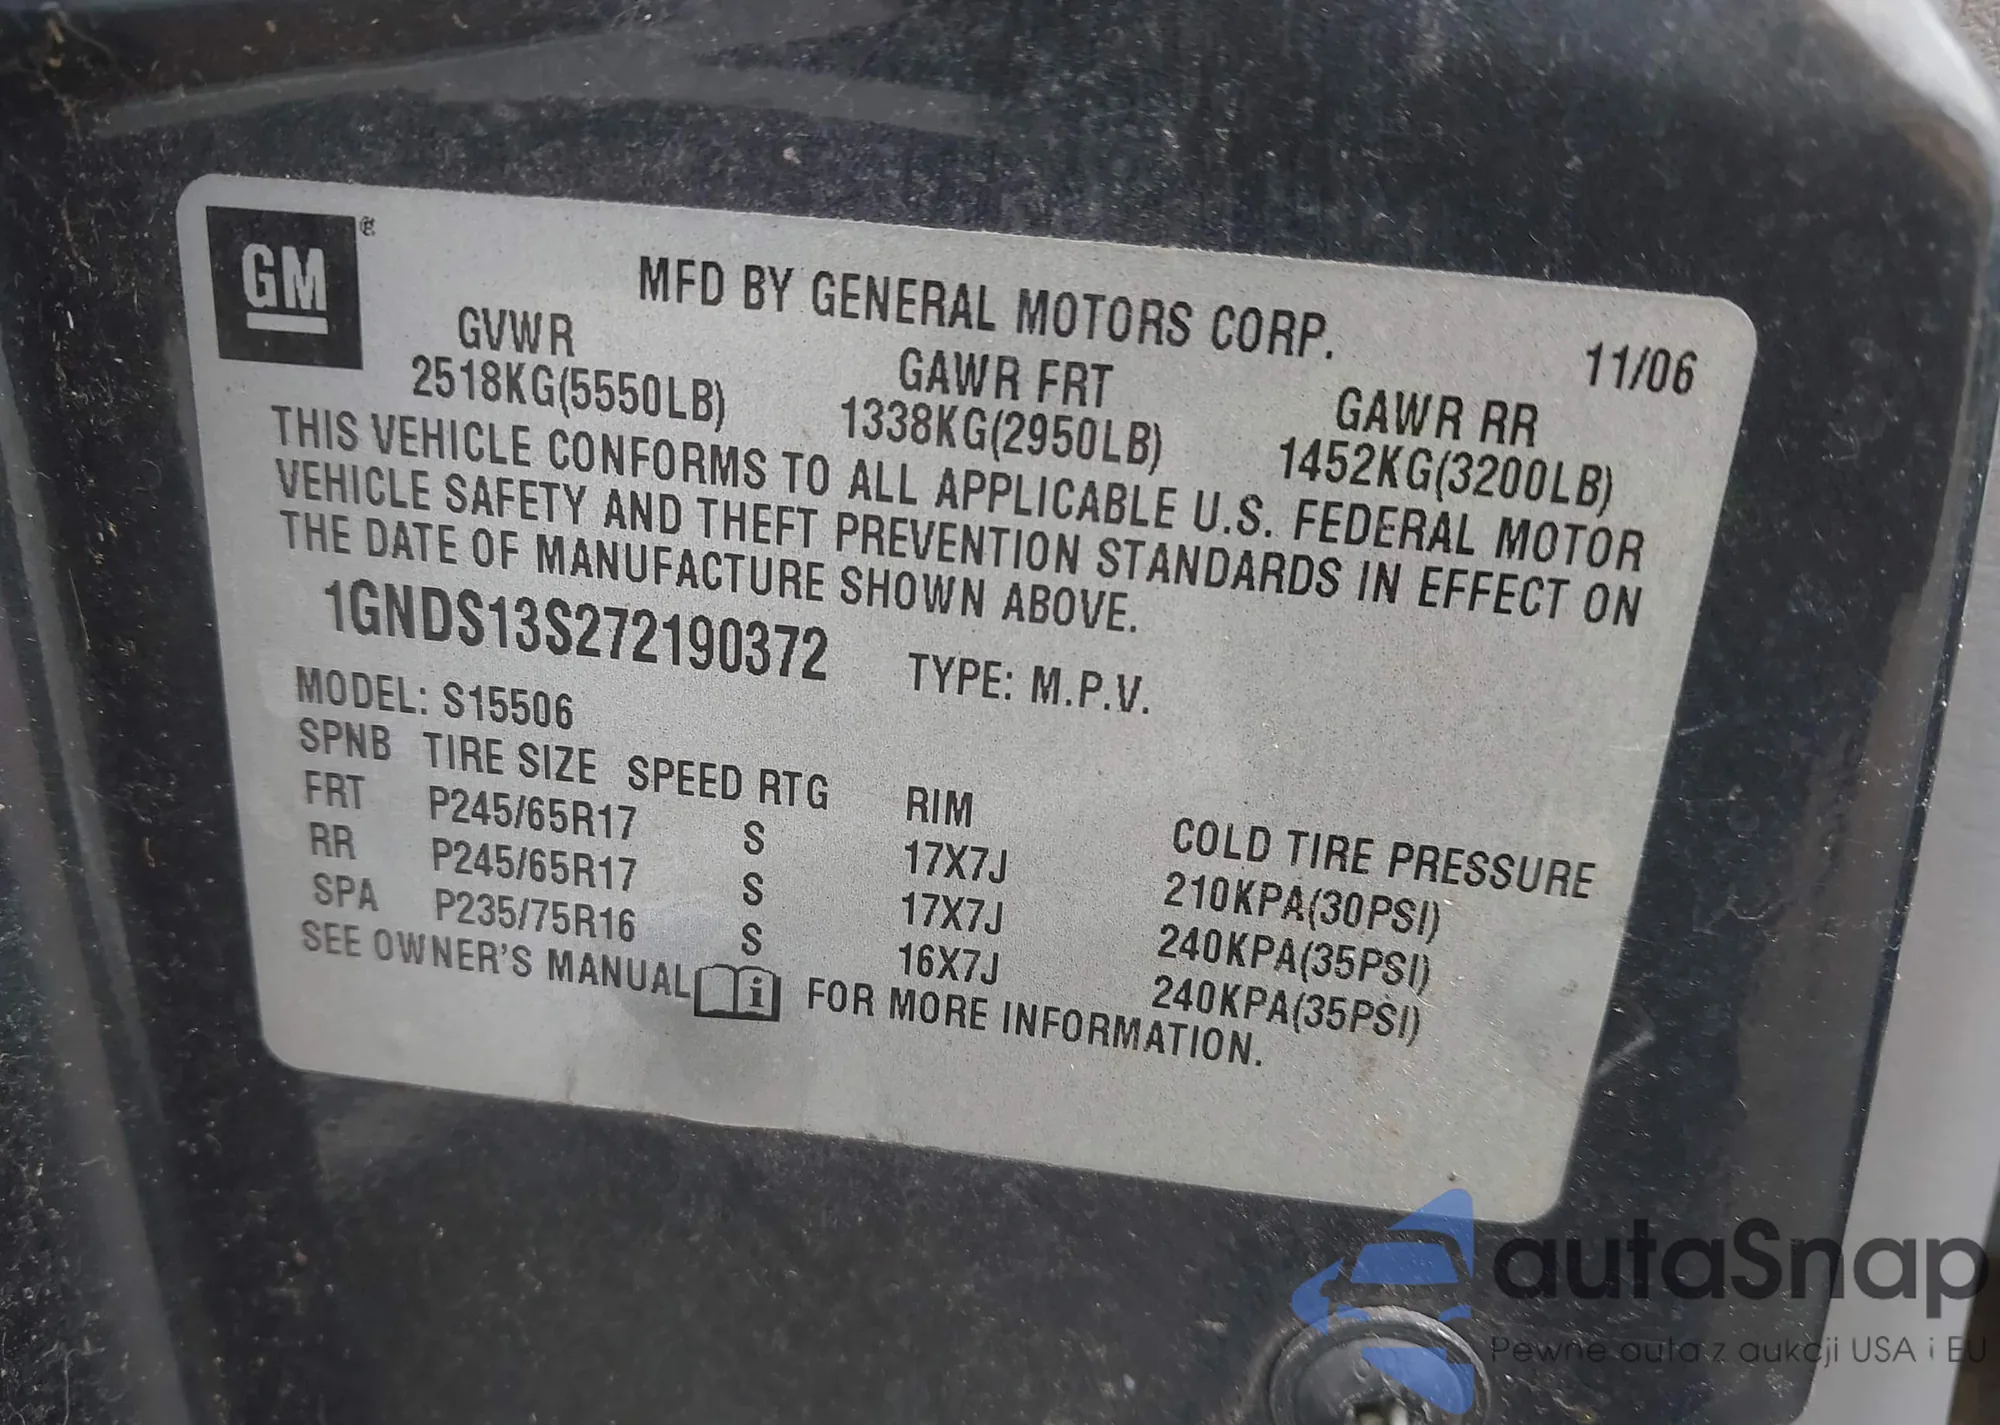 GM ®
MFD BY GENERAL MOTORS CORP. 11/06
GVWR GAWR FRT GAWR RR
2518KG(5550LB) 1338KG(2950LB) 1452KG(3200LB)
THIS VEHICLE CONFORMS TO ALL APPLICABLE U.S. FEDERAL MOTOR
VEHICLE SAFETY AND THEFT PREVENTION STANDARDS IN EFFECT ON
THE DATE OF MANUFACTURE SHOWN ABOVE.
1GNDS13S272190372 TYPE: M.P.V.
MODEL: S15506
SPNB TIRE SIZE SPEED RTG RIM COLD TIRE PRESSURE
FRT P245/65R17 S 17X7J 210KPA(30PSI)
RR P245/65R17 S 17X7J 240KPA(35PSI)
SPA P235/75R16 S 16X7J 240KPA(35PSI)
SEE OWNER'S MANUAL i FOR MORE INFORMATION.
autaSnap
Pewne auta z aukcji USA i EU